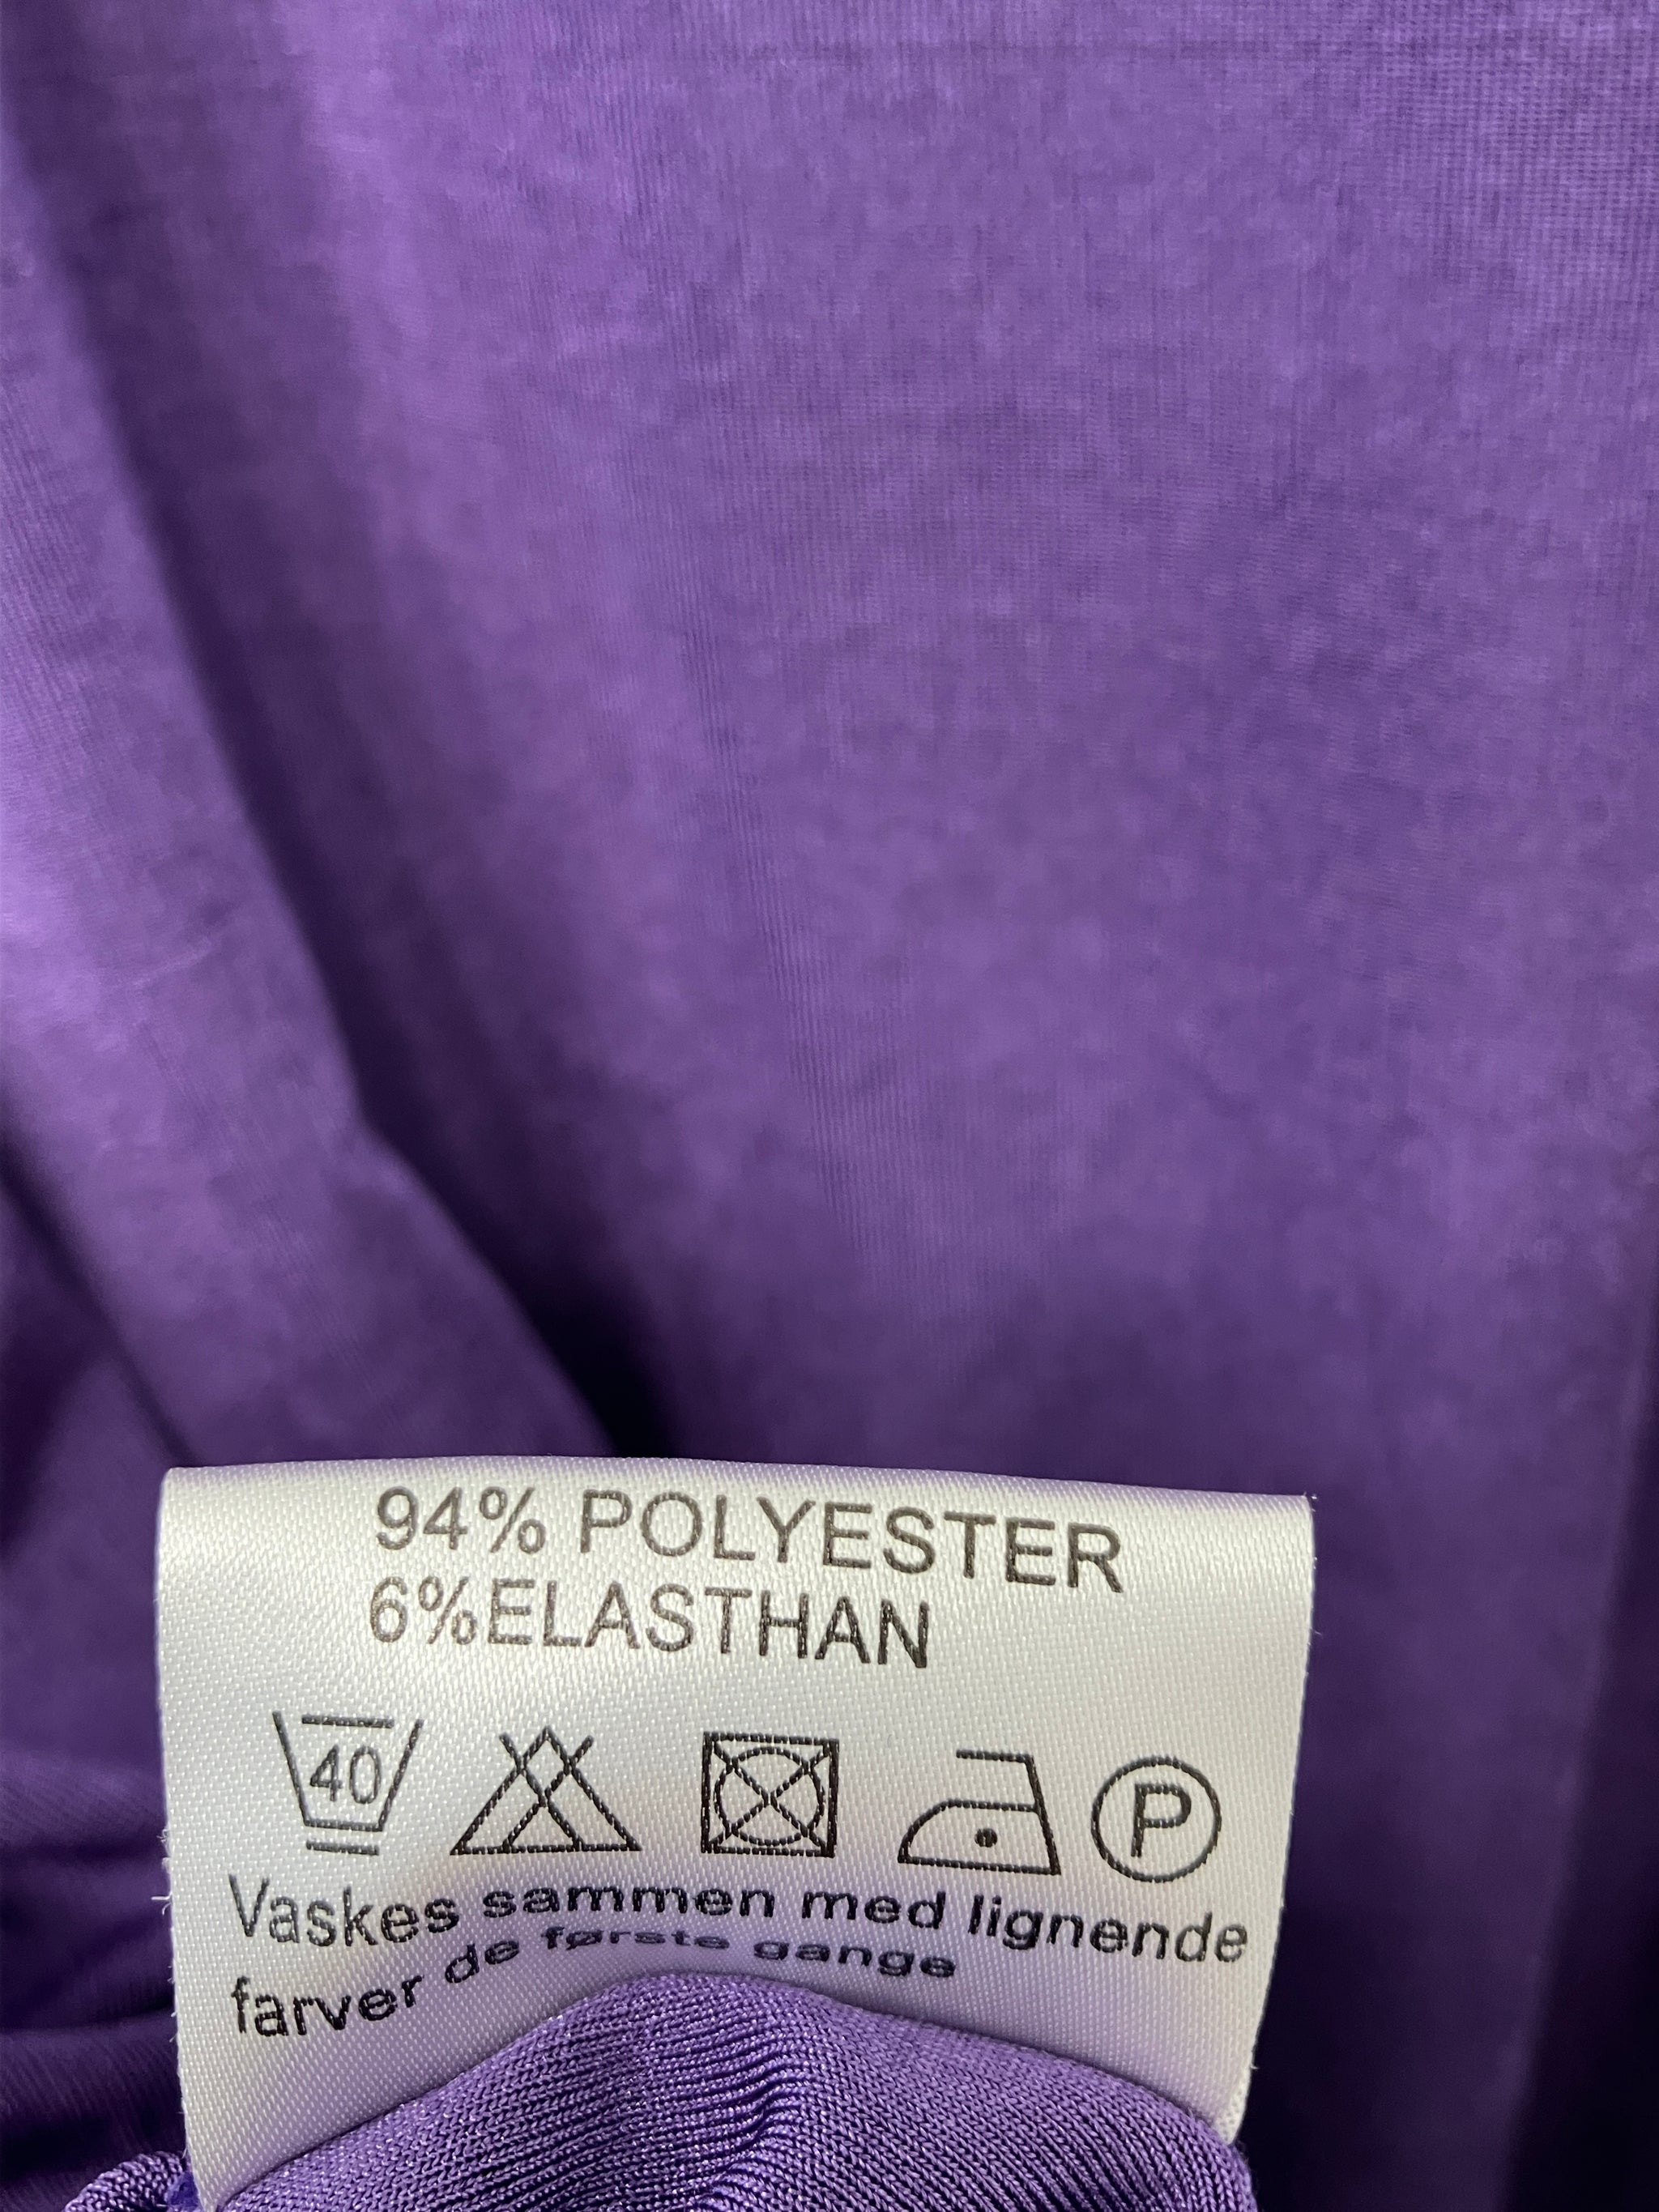 94% POLYESTER
6%ELASTHAN
40 P
Vaskes sammen med lignende
farver de første gange